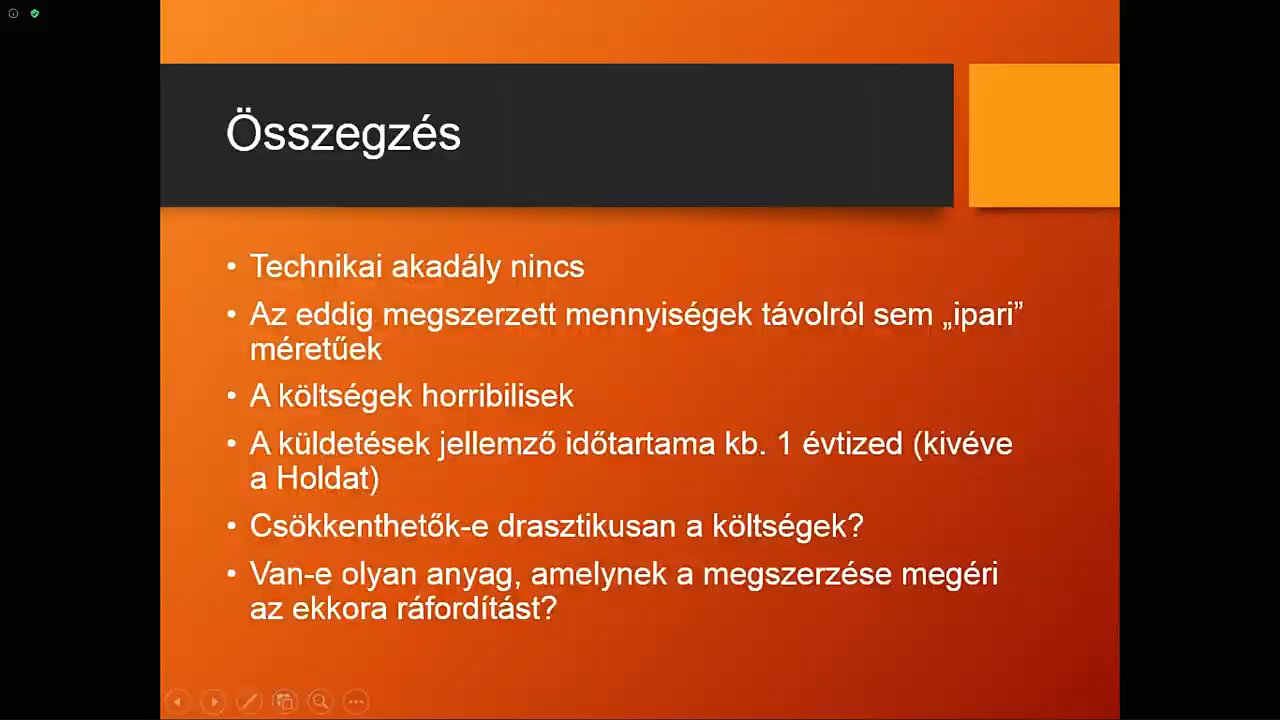 Összegzés
• Technikai akadály nincs
• Az eddig megszerzett mennyiségek távolról sem „ipari”
méretűek
• A költségek horribilisek
• A küldetések jellemző időtartama kb. 1 évtized (kivéve
a Holdat)
• Csökkenthetők-e drasztikusan a költségek?
• Van-e olyan anyag, amelynek a megszerzése megéri
az ekkora ráfordítást?